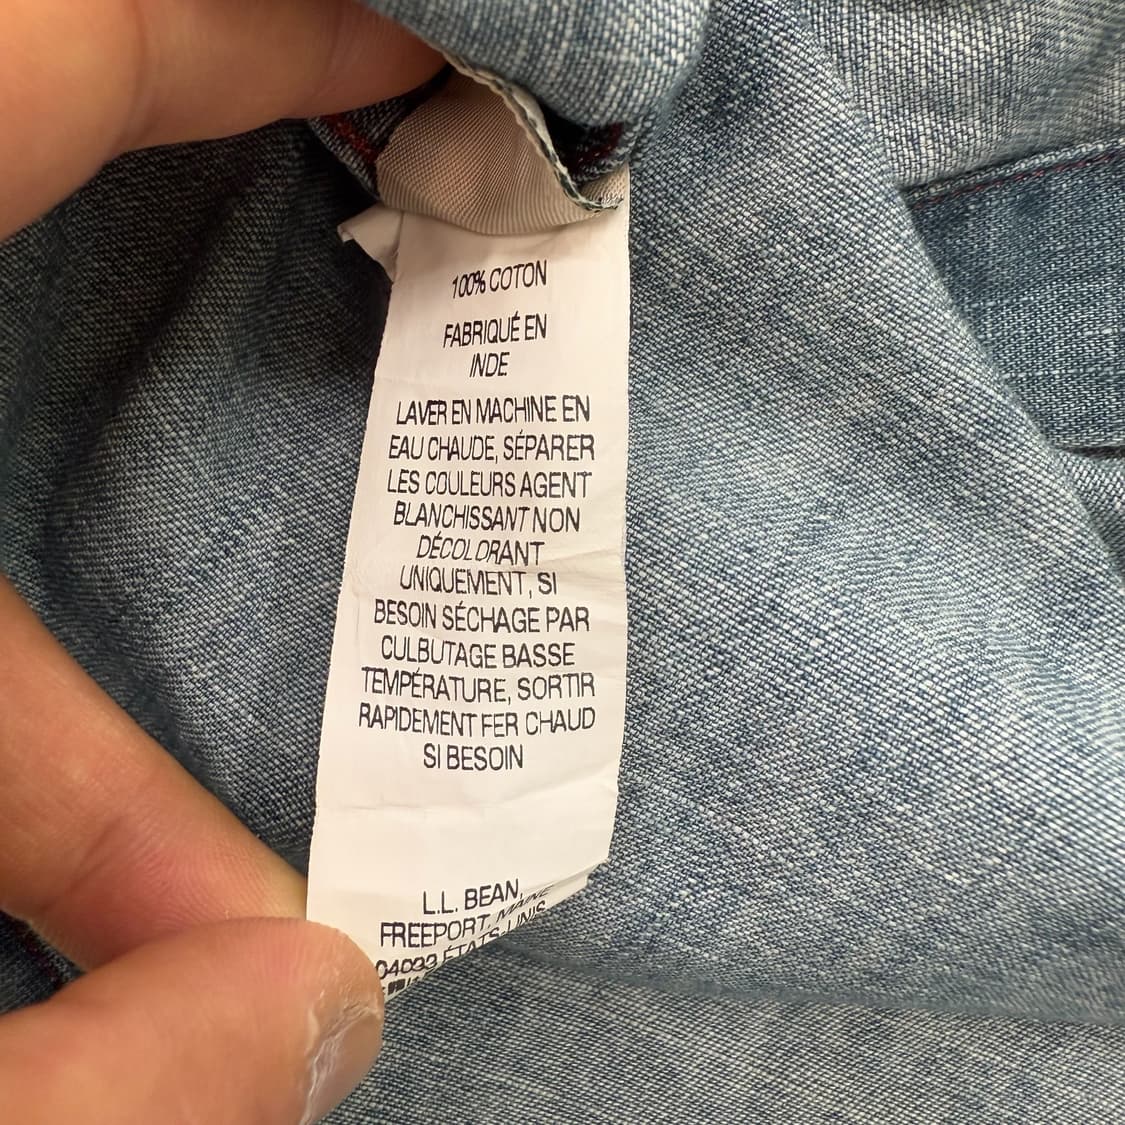 100% COTON
FABRIQUÉ EN
INDE
LAVER EN MACHINE EN
EAU CHAUDE, SÉPARER
LES COULEURS AGENT
BLANCHISSANT NON
DÉCOLORANT
UNIQUEMENT, SI
BESOIN SÉCHAGE PAR
CULBUTAGE BASSE
TEMPÉRATURE, SORTIR
RAPIDEMENT FER CHAUD
SI BESOIN
L.L. BEAN,
FREEPORT, MAINE
04033 ÉTATS-UNIS